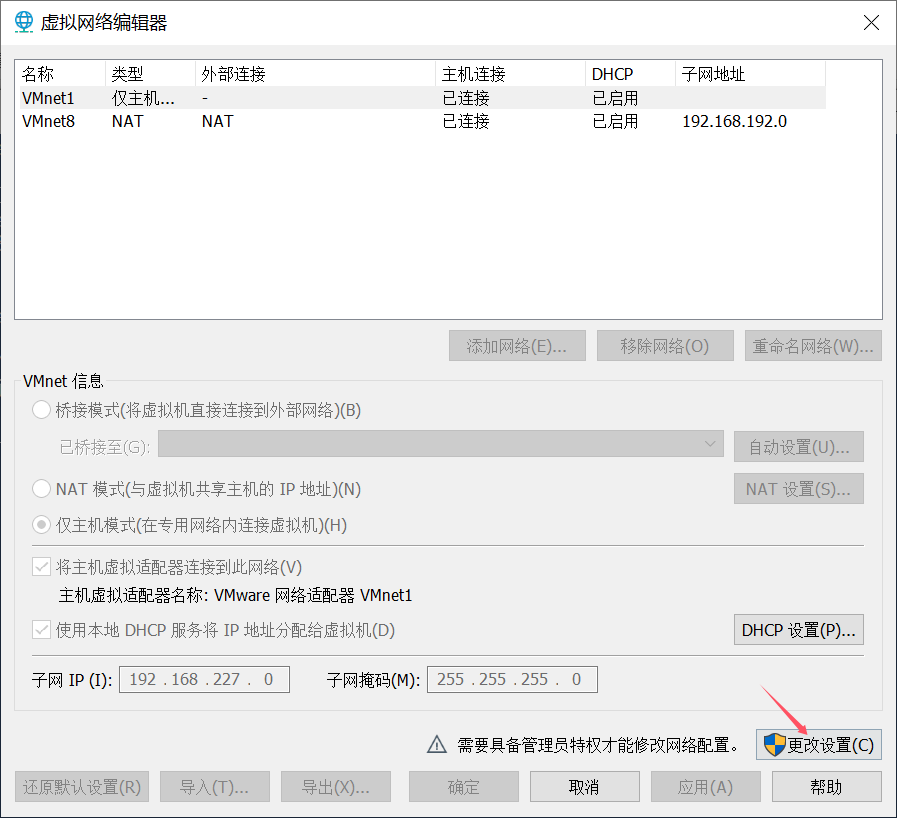 虚拟网络编辑器
名称 类型 外部连接 主机连接 DHCP 子网地址
VMnet1 仅主机... - 已连接 已启用
VMnet8 NAT NAT 已连接 已启用 192.168.192.0
添加网络(E)... 移除网络(O) 重命名网络(W)...
VMnet 信息
桥接模式(将虚拟机直接连接到外部网络)(B)
已桥接至(G): 自动设置(U)...
NAT 模式(与虚拟机共享主机的 IP 地址)(N) NAT 设置(S)...
仅主机模式(在专用网络内连接虚拟机)(H)
将主机虚拟适配器连接到此网络(V)
主机虚拟适配器名称: VMware 网络适配器 VMnet1
使用本地 DHCP 服务将 IP 地址分配给虚拟机(D) DHCP 设置(P)...
子网 IP (I): 192 . 168 . 227 . 0 子网掩码(M): 255 . 255 . 255 . 0
需要具备管理员特权才能修改网络配置。 更改设置(C)
还原默认设置(R) 导入(T)... 导出(X)... 确定 取消 应用(A) 帮助